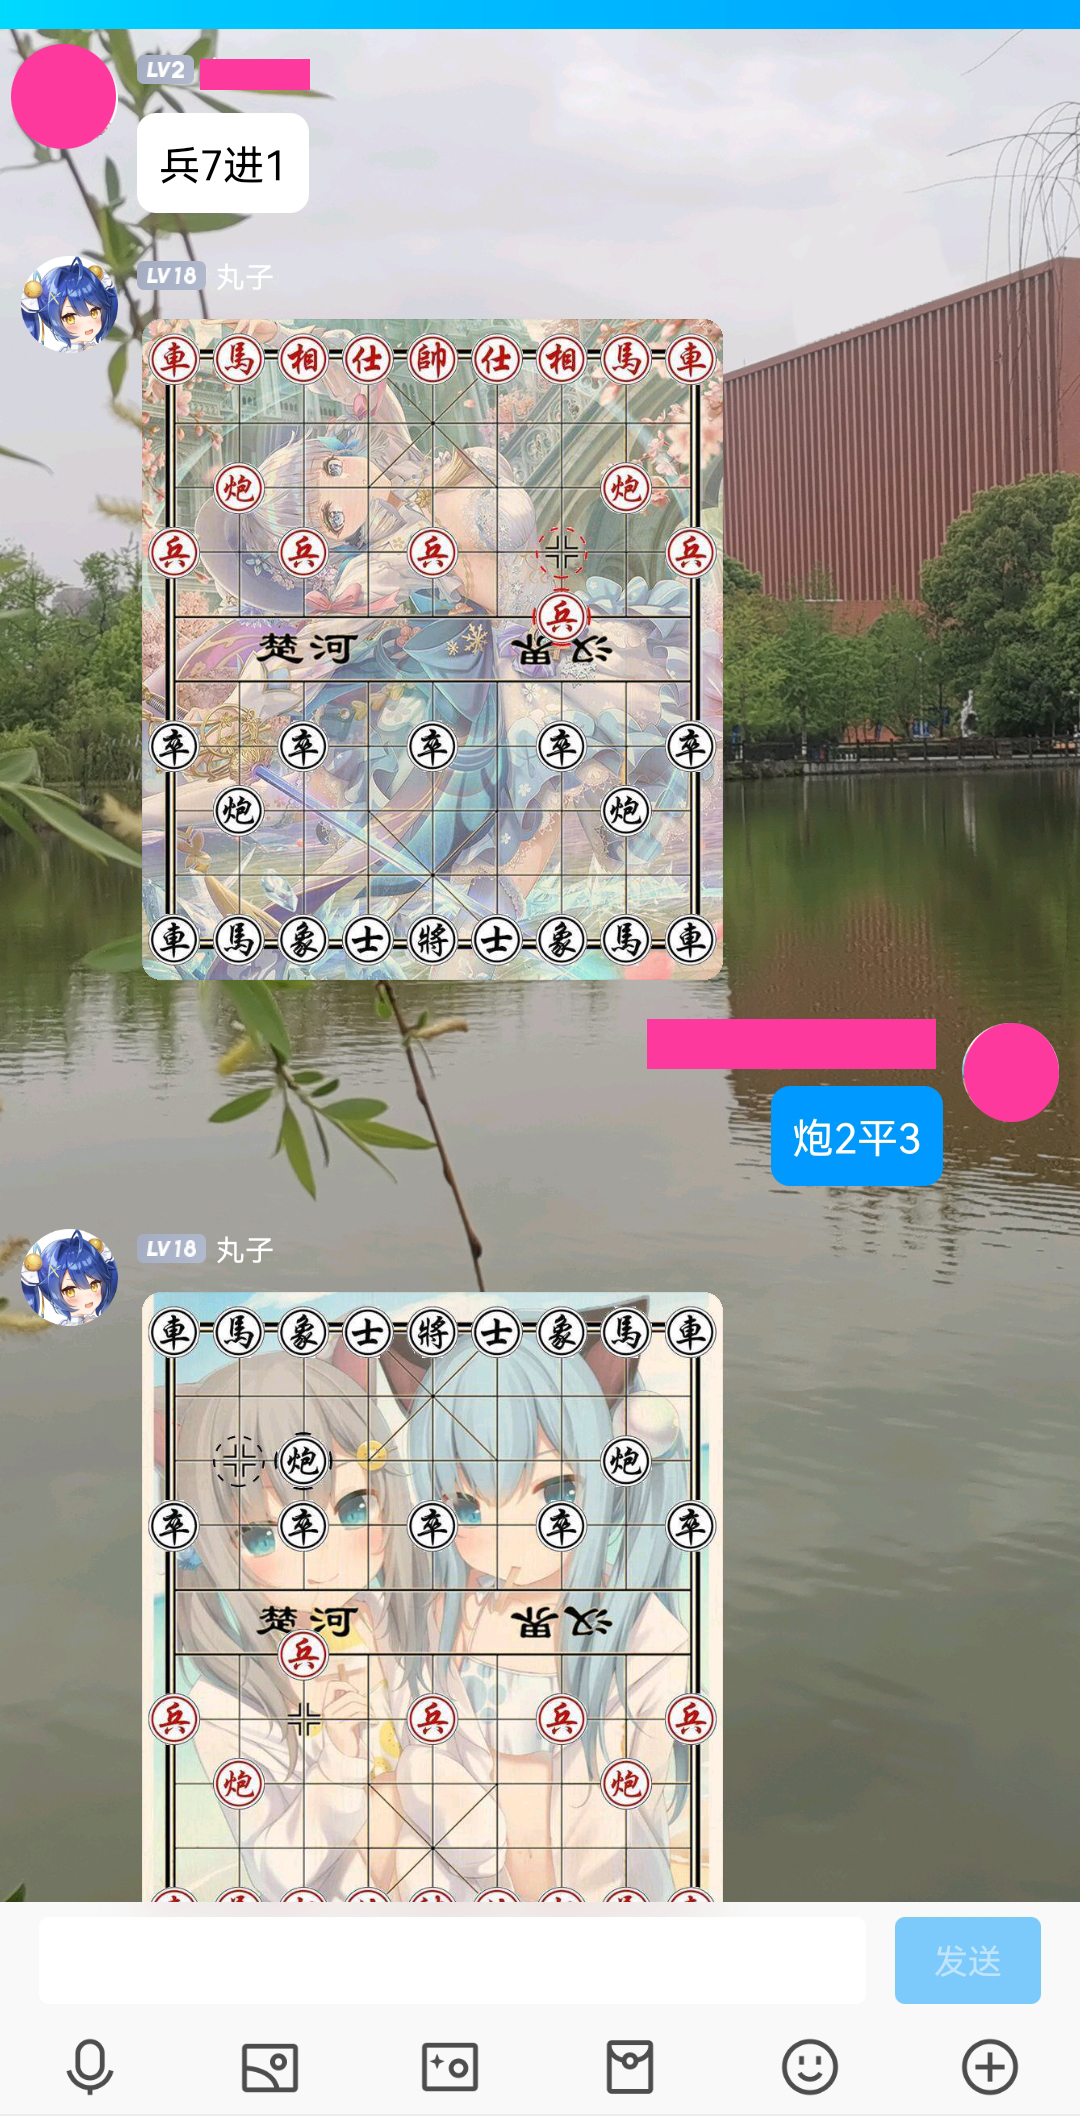 LV2
兵7进1
LV18 丸子
車馬相仕帥仕相馬車
炮 炮
兵 兵 兵 兵
兵
楚河 汉界
卒 卒 卒 卒 卒
炮 炮
車馬象士將士象馬車
炮2平3
LV18 丸子
車馬象士將士象馬車
炮 炮
卒 卒 卒 卒 卒
楚河 汉界
兵
兵 兵 兵 兵
炮 炮
发送